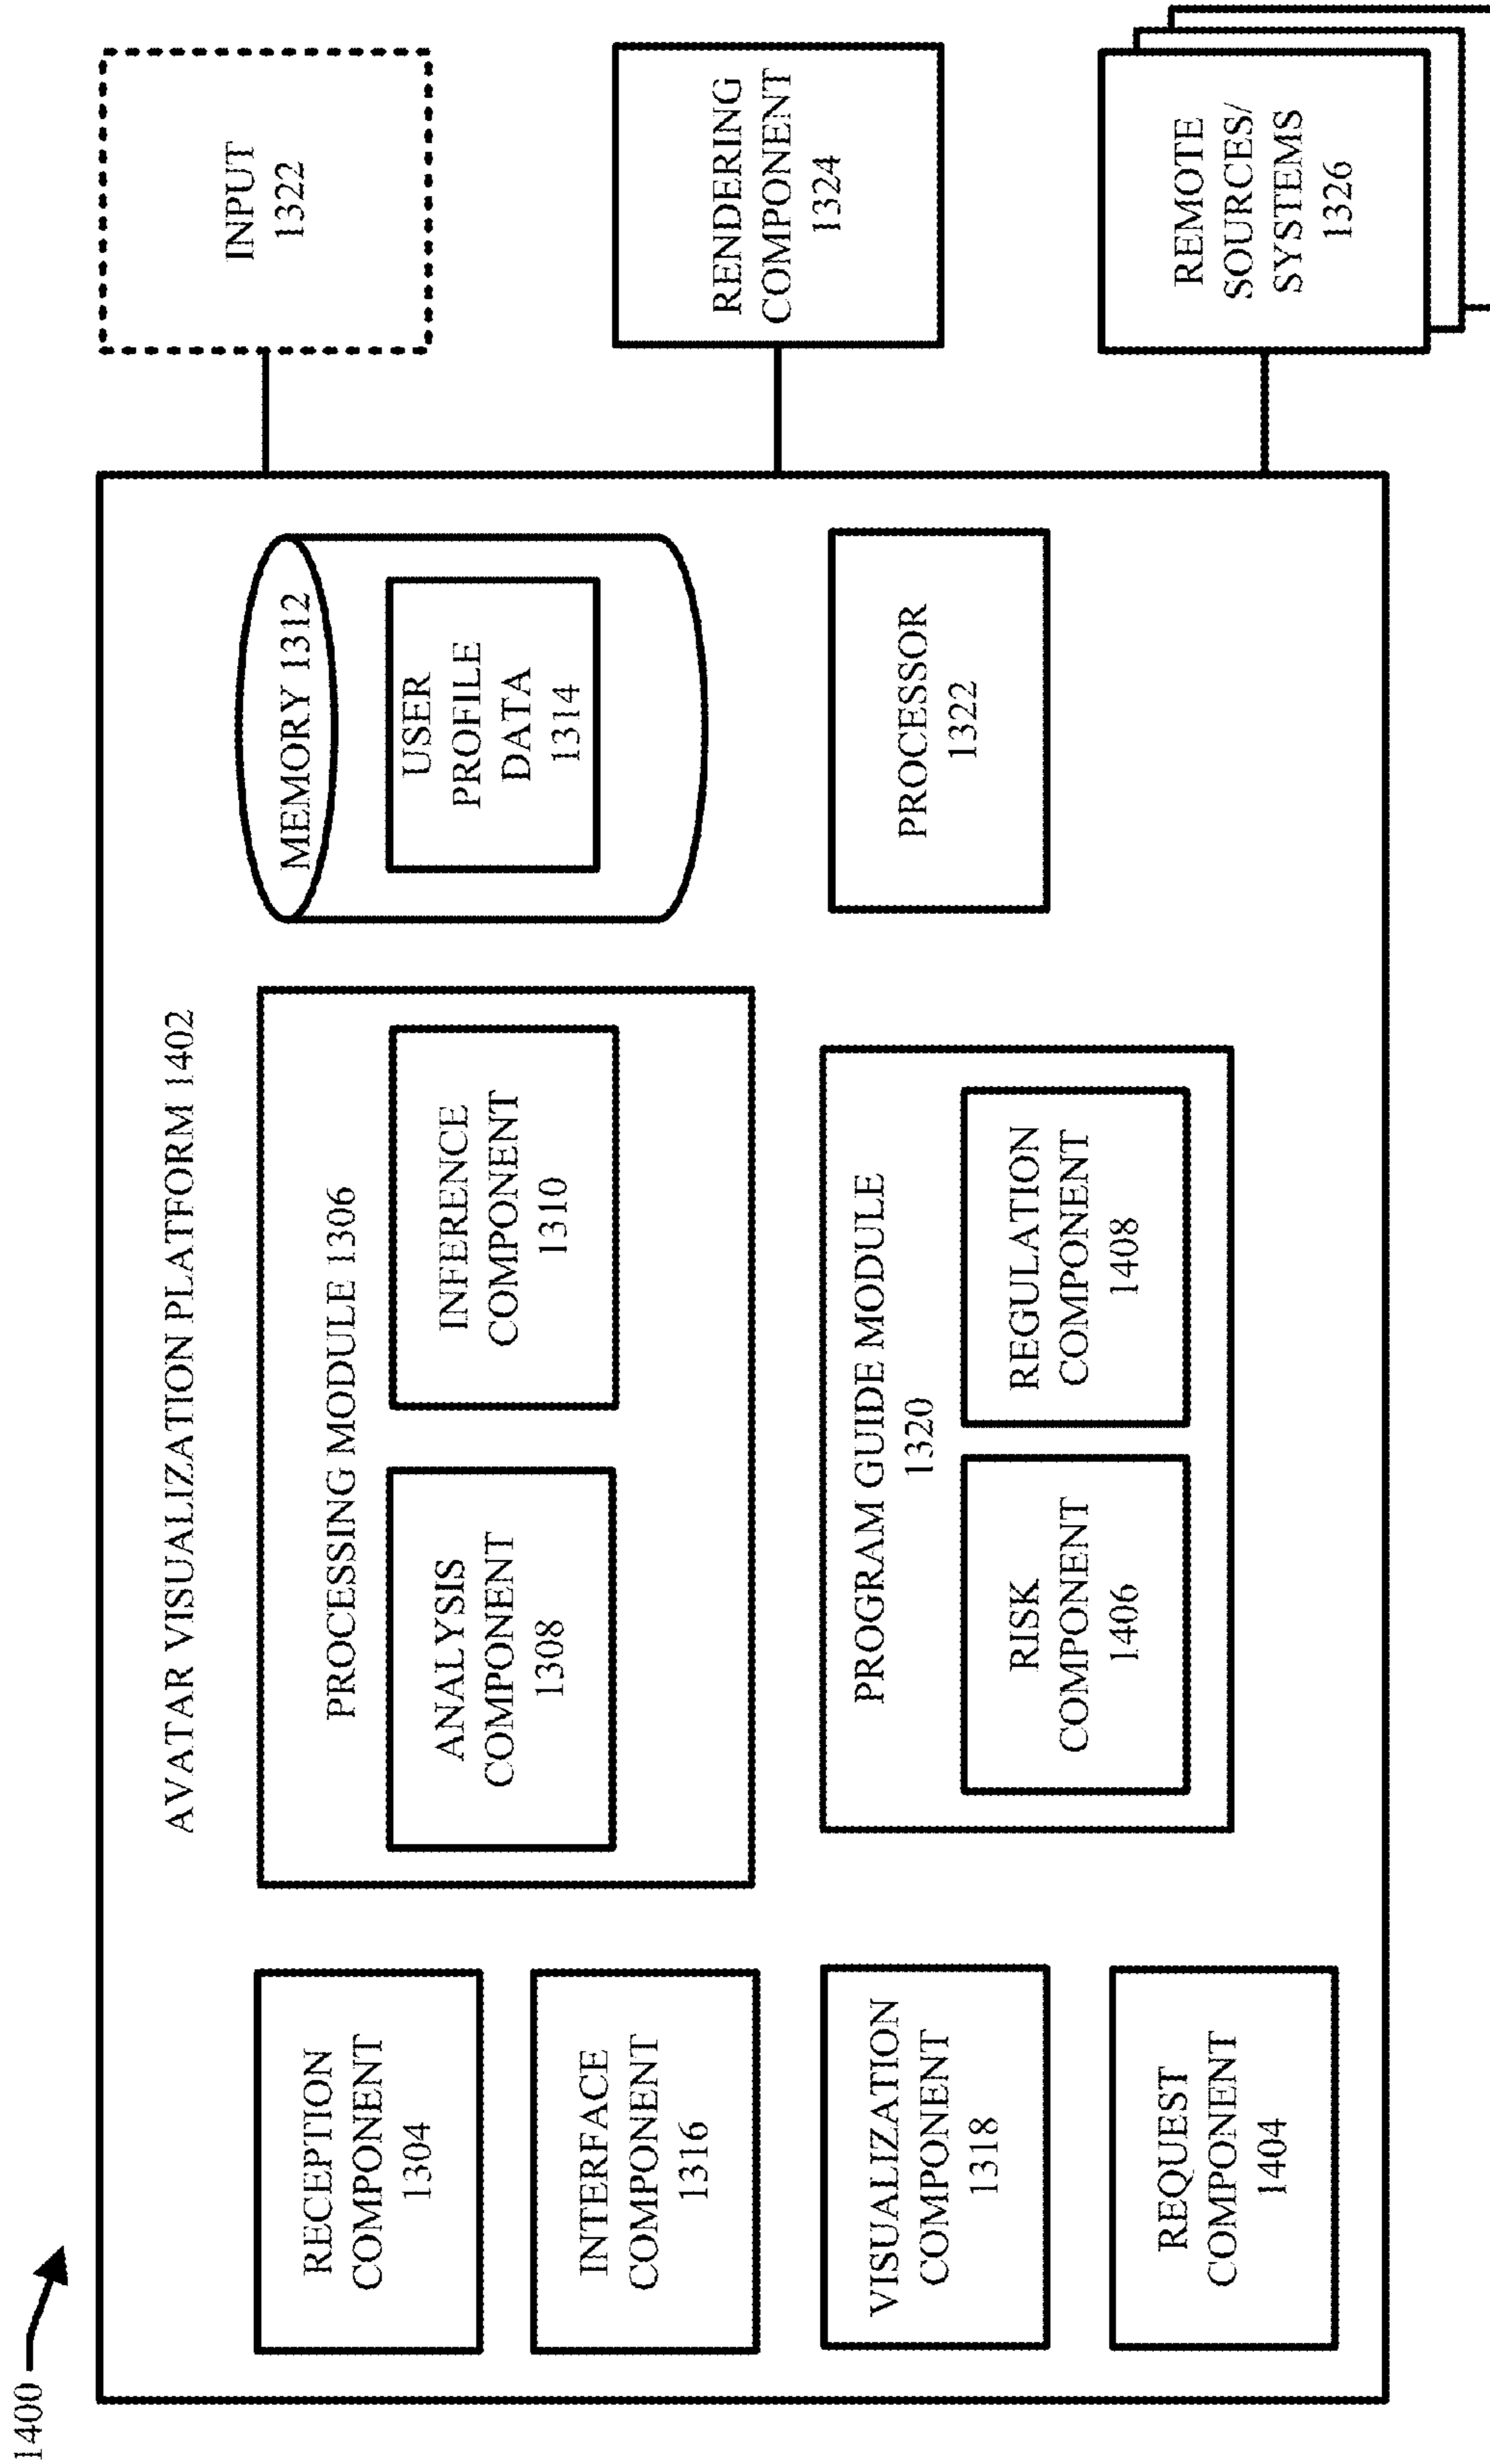 1400
AVATAR VISUALIZATION PLATFORM 1402
RECEPTION
COMPONENT
1304
INTERFACE
COMPONENT
1316
VISUALIZATION
COMPONENT
1318
REQUEST
COMPONENT
1404
PROCESSING MODULE 1306
ANALYSIS
COMPONENT
1308
INFERENCE
COMPONENT
1310
PROGRAM GUIDE MODULE
1320
RISK
COMPONENT
1406
REGULATION
COMPONENT
1408
MEMORY 1312
USER
PROFILE
DATA
1314
PROCESSOR
1322
INPUT
1322
RENDERING
COMPONENT
1324
REMOTE
SOURCES/
SYSTEMS
1326